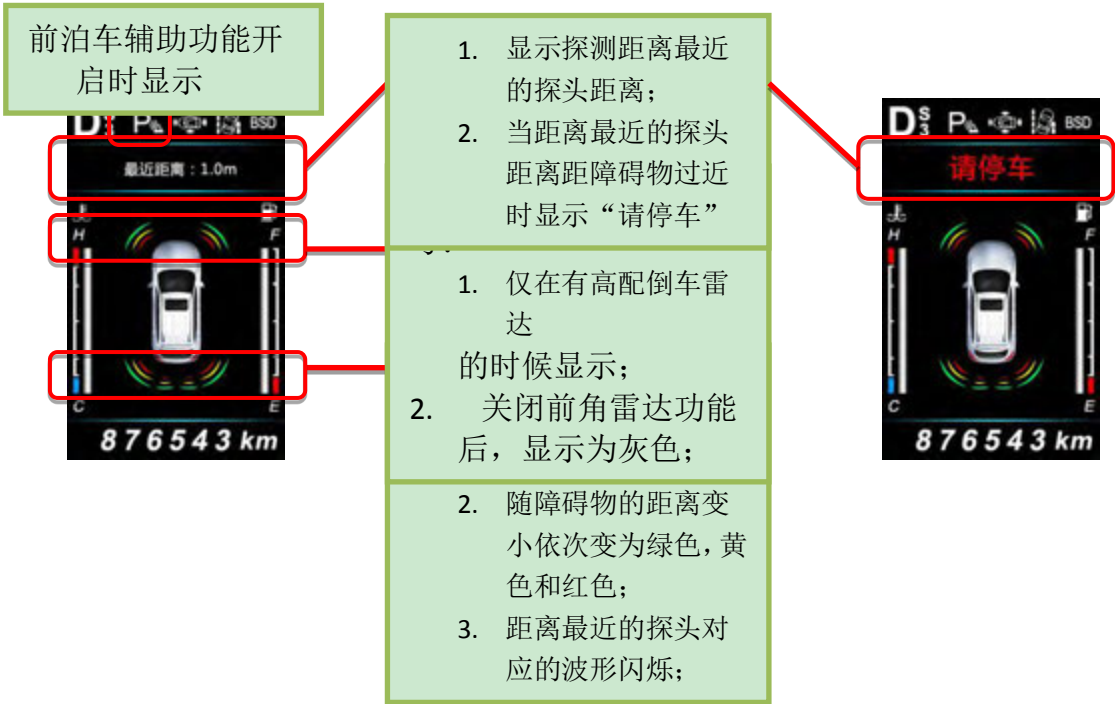 前泊车辅助功能开
启时显示
D
P
BSD
最近距离：1.0m
H
F
C
E
876543 km
1. 显示探测距离最近
的探头距离；
2. 当距离最近的探头
距离距障碍物过近
时显示“请停车”
1. 仅在有高配倒车雷
达
的时候显示；
2. 关闭前角雷达功能
后，显示为灰色；
2. 随障碍物的距离变
小依次变为绿色，黄
色和红色；
3. 距离最近的探头对
应的波形闪烁；
D S 3 P BSD
请停车
H
F
C
E
876543 km